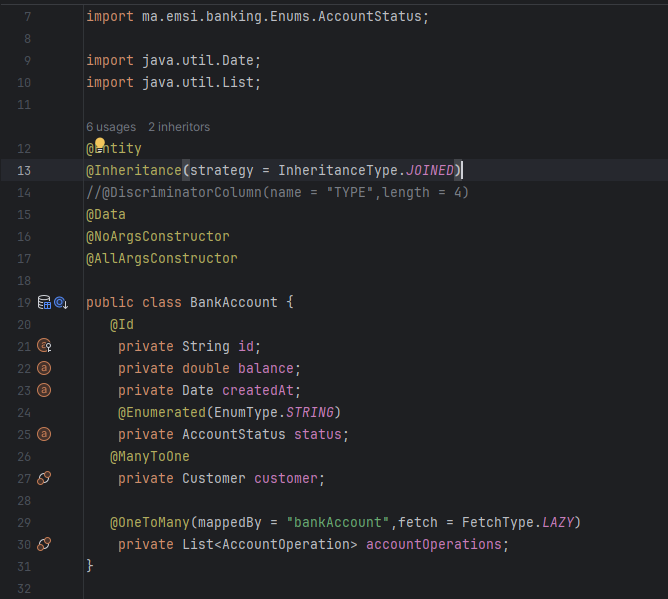 7 import ma.emsi.banking.Enums.AccountStatus;
8
9 import java.util.Date;
10 import java.util.List;
11
6 usages 2 inheritors
12 @Entity
13 @Inheritance(strategy = InheritanceType.JOINED)
14 //@DiscriminatorColumn(name = "TYPE",length = 4)
15 @Data
16 @NoArgsConstructor
17 @AllArgsConstructor
18
19 public class BankAccount {
20 @Id
21 private String id;
22 private double balance;
23 private Date createdAt;
24 @Enumerated(EnumType.STRING)
25 private AccountStatus status;
26 @ManyToOne
27 private Customer customer;
28
29 @OneToMany(mappedBy = "bankAccount",fetch = FetchType.LAZY)
30 private List<AccountOperation> accountOperations;
31 }
32